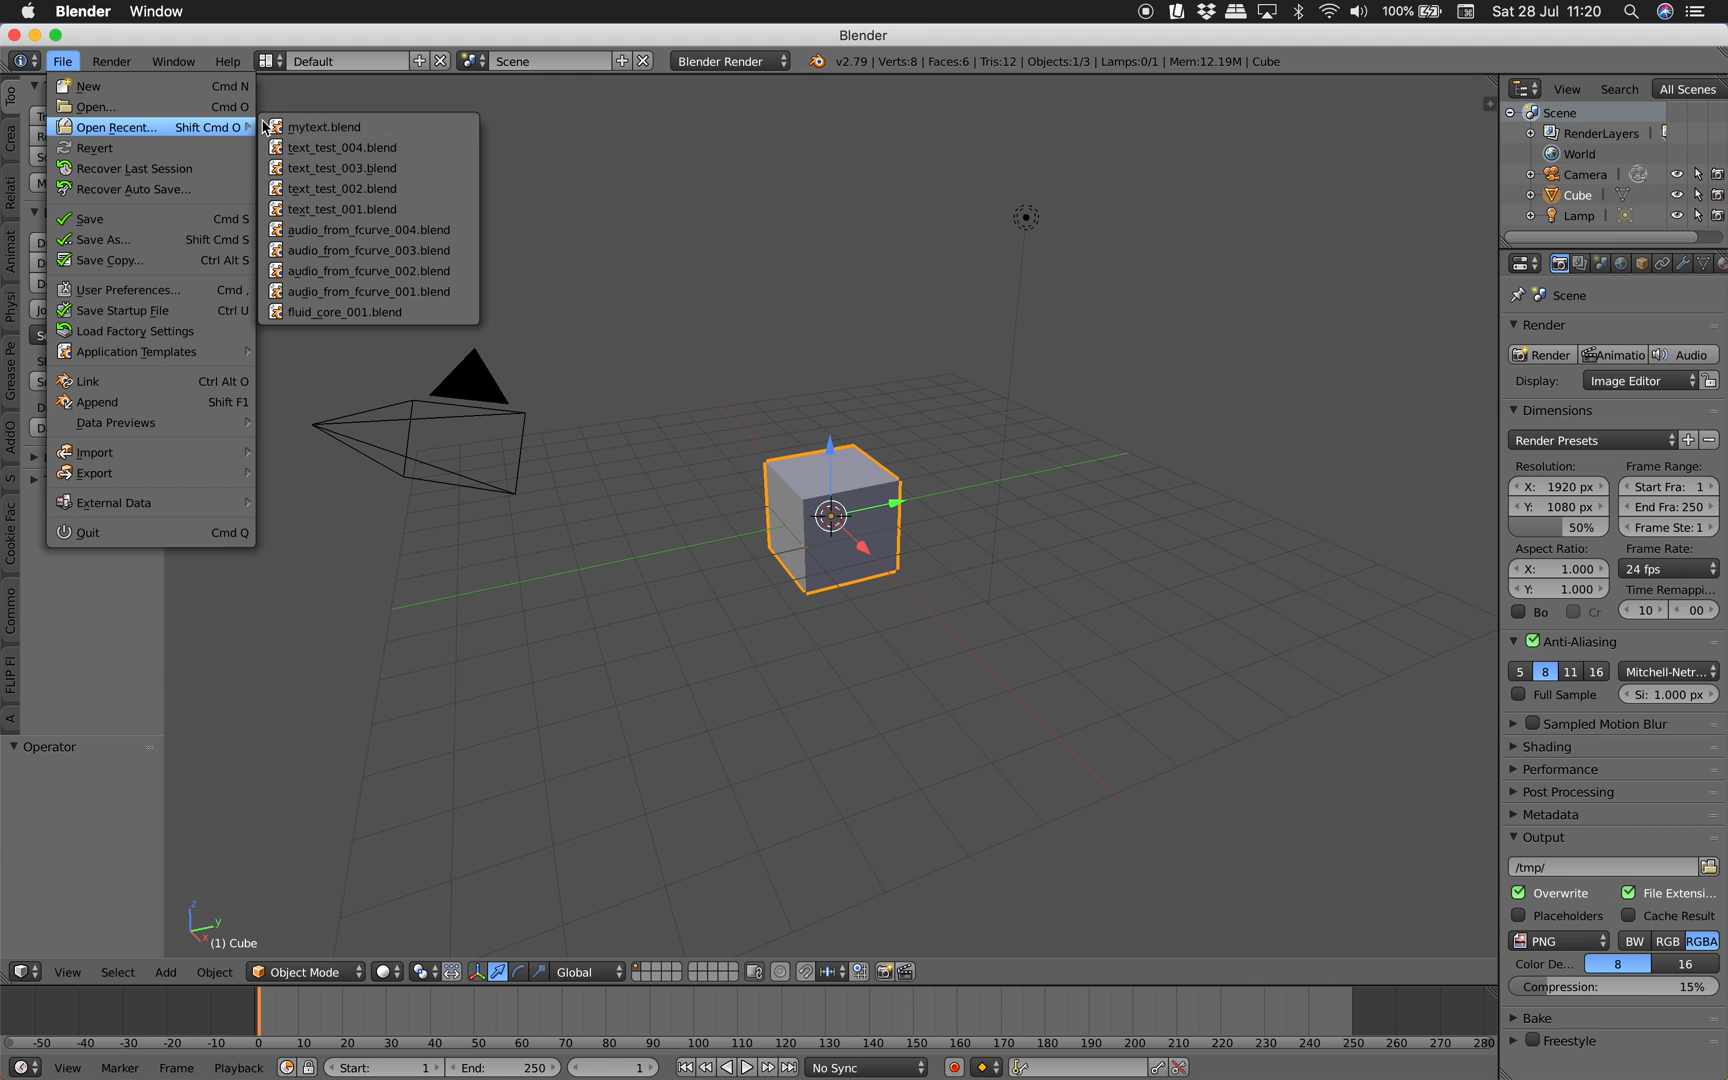 Blender Window
100% Sat 28 Jul 11:20
Blender
File Render Window Help Default Scene Blender Render v2.79 | Verts:8 | Faces:6 | Tris:12 | Objects:1/3 | Lamps:0/1 | Mem:12.19M | Cube
New Cmd N
Open... Cmd O
Open Recent... Shift Cmd O
Revert
Recover Last Session
Recover Auto Save...
Save Cmd S
Save As... Shift Cmd S
Save Copy... Ctrl Alt S
User Preferences... Cmd ,
Save Startup File Ctrl U
Load Factory Settings
Application Templates
Link Ctrl Alt O
Append Shift F1
Data Previews
Import
Export
External Data
Quit Cmd Q
mytext.blend
text_test_004.blend
text_test_003.blend
text_test_002.blend
text_test_001.blend
audio_from_fcurve_004.blend
audio_from_fcurve_003.blend
audio_from_fcurve_002.blend
audio_from_fcurve_001.blend
fluid_core_001.blend
Too
Crea
Relati
Animat
Physi
Grease Pe
AddO
S
Cookie Fac
Commo
FLIP Fl
A
Operator
z
y
x
(1) Cube
View Search All Scenes
Scene
RenderLayers
World
Camera
Cube
Lamp
Scene
Render
Render Animatio Audio
Display: Image Editor
Dimensions
Render Presets
Resolution: Frame Range:
X: 1920 px Start Fra: 1
Y: 1080 px End Fra: 250
50% Frame Ste: 1
Aspect Ratio: Frame Rate:
X: 1.000 24 fps
Y: 1.000 Time Remappi...
Bo Cr 10 00
Anti-Aliasing
5 8 11 16 Mitchell-Netr...
Full Sample Si: 1.000 px
Sampled Motion Blur
Shading
Performance
Post Processing
Metadata
Output
/tmp/
Overwrite File Extensi...
Placeholders Cache Result
PNG BW RGB RGBA
Color De... 8 16
Compression: 15%
Bake
Freestyle
View Select Add Object Object Mode Global
-50 -40 -30 -20 -10 0 10 20 30 40 50 60 70 80 90 100 110 120 130 140 150 160 170 180 190 200 210 220 230 240 250 260 270 280
View Marker Frame Playback Start: 1 End: 250 1 No Sync